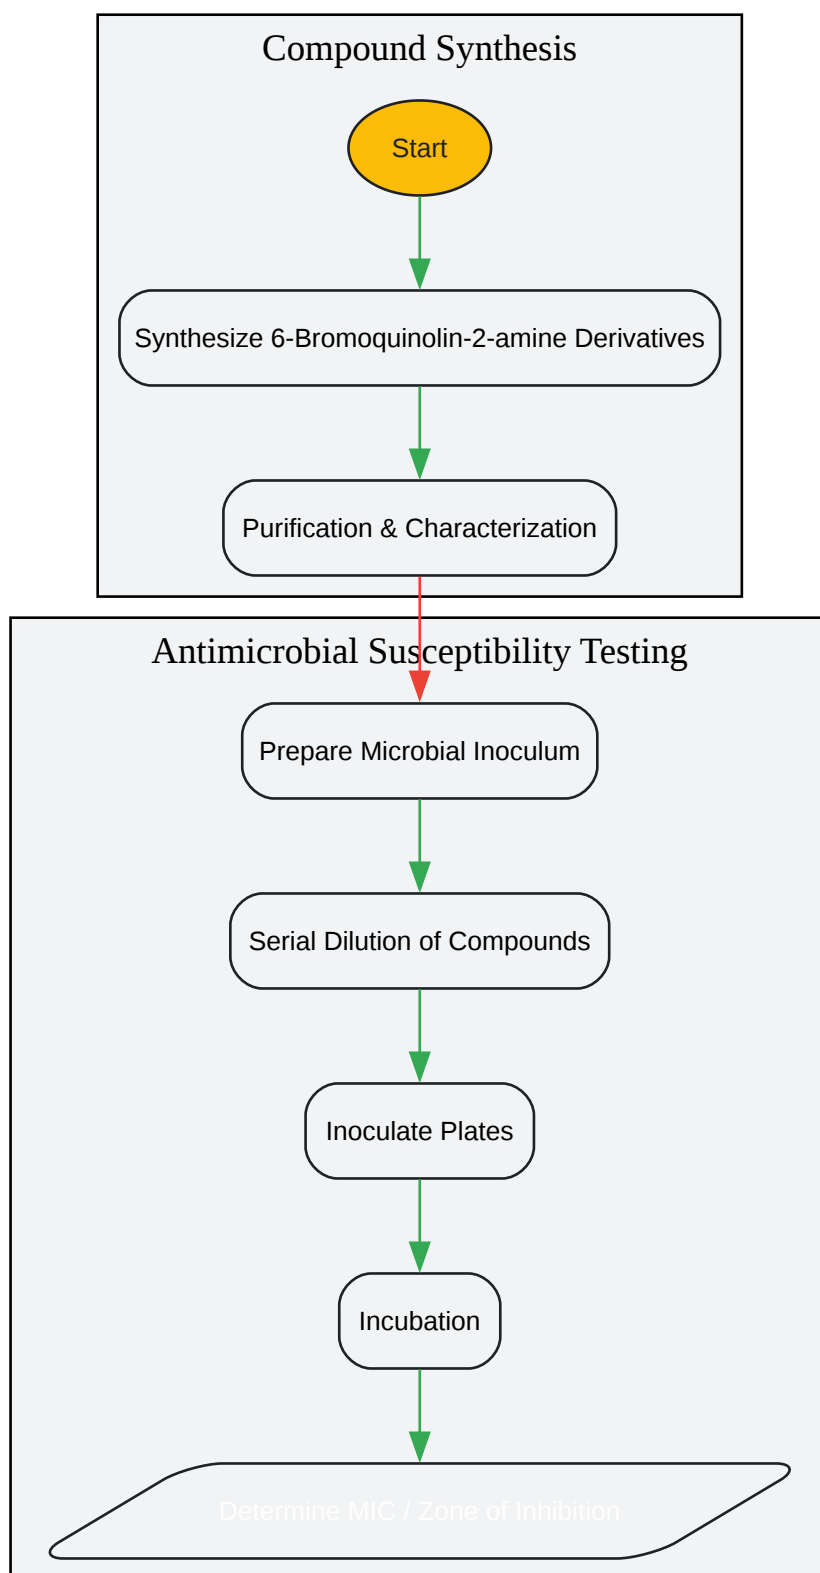 Compound Synthesis
Start
Synthesize 6-Bromoquinolin-2-amine Derivatives
Purification & Characterization
Antimicrobial Susceptibility Testing
Prepare Microbial Inoculum
Serial Dilution of Compounds
Inoculate Plates
Incubation
Determine MIC / Zone of Inhibition